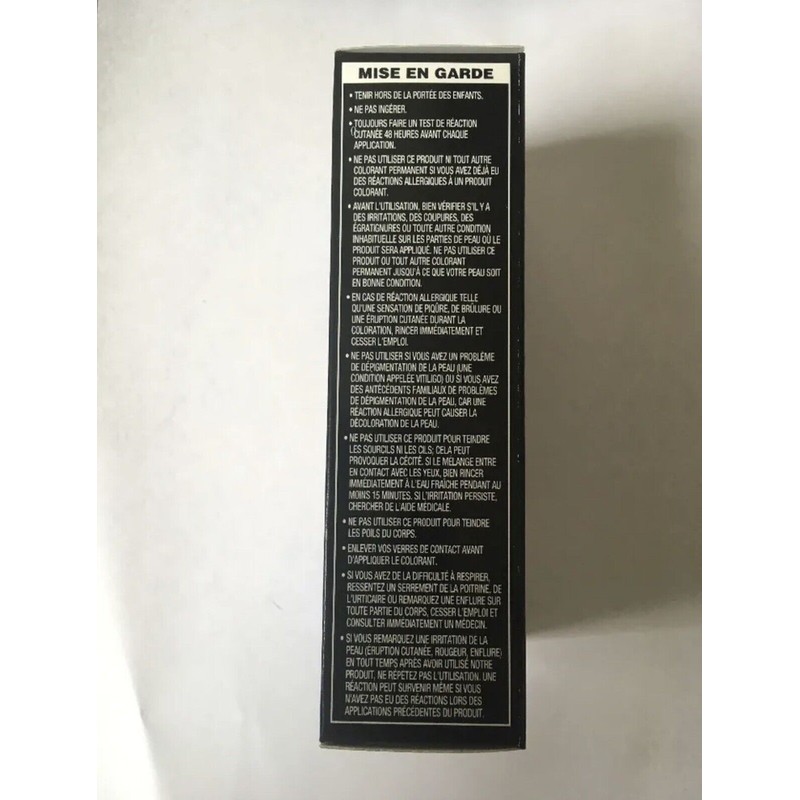 MISE EN GARDE
• TENIR HORS DE LA PORTÉE DES ENFANTS.
• NE PAS INGÉRER.
• TOUJOURS FAIRE UN TEST DE RÉACTION
CUTANÉE 48 HEURES AVANT CHAQUE
APPLICATION.
• NE PAS UTILISER CE PRODUIT NI TOUT AUTRE
COLORANT PERMANENT SI VOUS AVEZ DÉJÀ EU
DES RÉACTIONS ALLERGIQUES À UN PRODUIT
COLORANT.
• AVANT L'UTILISATION, BIEN VÉRIFIER S'IL Y A
DES IRRITATIONS, DES COUPURES, DES
ÉGRATIGNURES OU TOUTE AUTRE CONDITION
INHABITUELLE SUR LES PARTIES DE PEAU OÙ LE
PRODUIT SERA APPLIQUÉ. NE PAS UTILISER CE
PRODUIT OU TOUT AUTRE COLORANT
PERMANENT JUSQU'À CE QUE VOTRE PEAU SOIT
EN BONNE CONDITION.
• EN CAS DE RÉACTION ALLERGIQUE TELLE
QU'UNE SENSATION DE PIQÛRE, DE BRÛLURE OU
UNE ÉRUPTION CUTANÉE DURANT LA
COLORATION, RINCER IMMÉDIATEMENT ET
CESSER L'EMPLOI.
• NE PAS UTILISER SI VOUS AVEZ UN PROBLÈME
DE DÉPIGMENTATION DE LA PEAU (UNE
CONDITION APPELÉE VITILIGO) OU SI VOUS AVEZ
DES ANTÉCÉDENTS FAMILIAUX DE PROBLÈMES
DE DÉPIGMENTATION DE LA PEAU, CAR UNE
RÉACTION ALLERGIQUE PEUT CAUSER LA
DÉCOLORATION DE LA PEAU.
• NE PAS UTILISER CE PRODUIT POUR TEINDRE
LES SOURCILS NI LES CILS; CELA PEUT
PROVOQUER LA CÉCITÉ. SI LE MELANGE ENTRE
EN CONTACT AVEC LES YEUX, BIEN RINCER
IMMÉDIATEMENT À L'EAU FRAÎCHE PENDANT AU
MOINS 15 MINUTES. SI L'IRRITATION PERSISTE,
CHERCHER DE L'AIDE MÉDICALE.
• NE PAS UTILISER CE PRODUIT POUR TEINDRE
LES POILS DU CORPS.
• ENLEVER VOS VERRES DE CONTACT AVANT
D'APPLIQUER LE COLORANT.
• SI VOUS AVEZ DE LA DIFFICULTÉ À RESPIRER,
RESSENTEZ UN SERREMENT DE LA POITRINE, DE
L'URTICAIRE OU REMARQUEZ UNE ENFLURE SUR
TOUTE PARTIE DU CORPS, CESSER L'EMPLOI ET
CONSULTER IMMÉDIATEMENT UN MÉDECIN.
• SI VOUS REMARQUEZ UNE IRRITATION DE LA
PEAU (ÉRUPTION CUTANÉE, ROUGEUR, ENFLURE)
EN TOUT TEMPS APRÈS AVOIR UTILISÉ NOTRE
PRODUIT, NE RÉPETEZ PAS L'UTILISATION. UNE
RÉACTION PEUT SURVENIR MÊME SI VOUS
N'AVEZ PAS EU DES RÉACTIONS LORS DES
APPLICATIONS PRÉCÉDENTES DU PRODUIT.